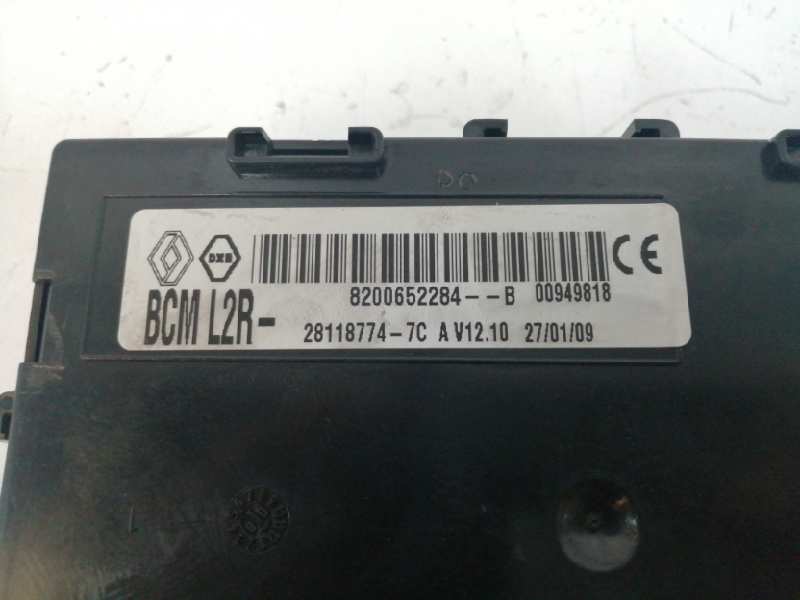 8200652284--B 00949818
BCM L2R-
28118774-7C A V12.10 27/01/09
CE